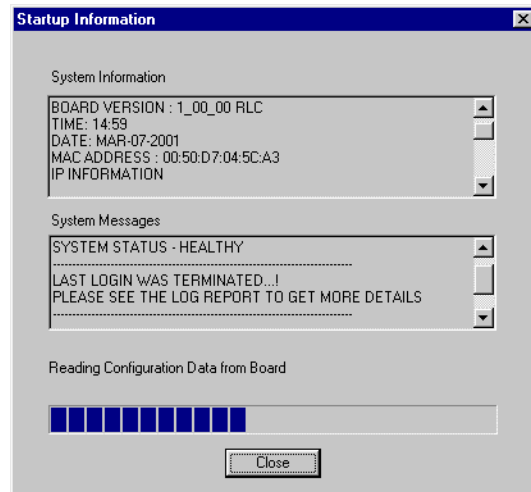 Startup Information
System Information
BOARD VERSION : 1_00_00 RLC
TIME: 14:59
DATE: MAR-07-2001
MAC ADDRESS : 00:50:D7:04:5C:A3
IP INFORMATION
System Messages
SYSTEM STATUS - HEALTHY
--------------------------------------------------------------------------
LAST LOGIN WAS TERMINATED...!
PLEASE SEE THE LOG REPORT TO GET MORE DETAILS
--------------------------------------------------------------------------
Reading Configuration Data from Board
Close